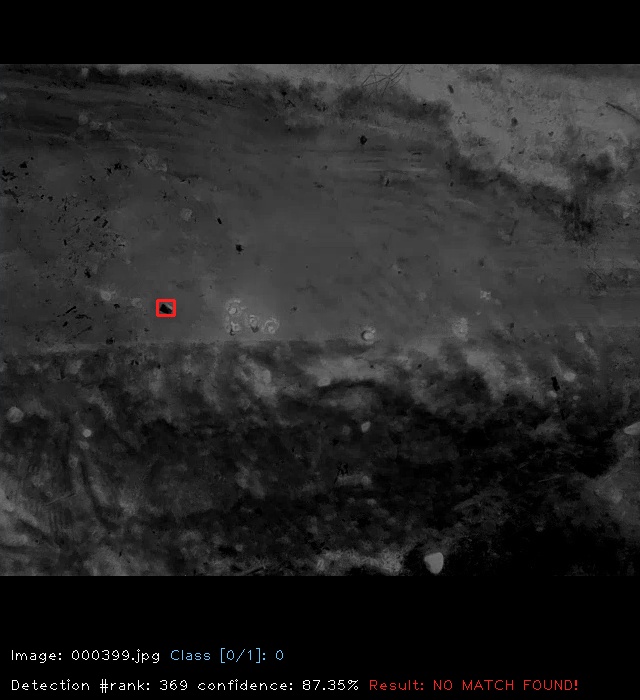 Image: 000399.jpg Class [0/1]: 0
Detection #rank: 369 confidence: 87.35% Result: NO MATCH FOUND!